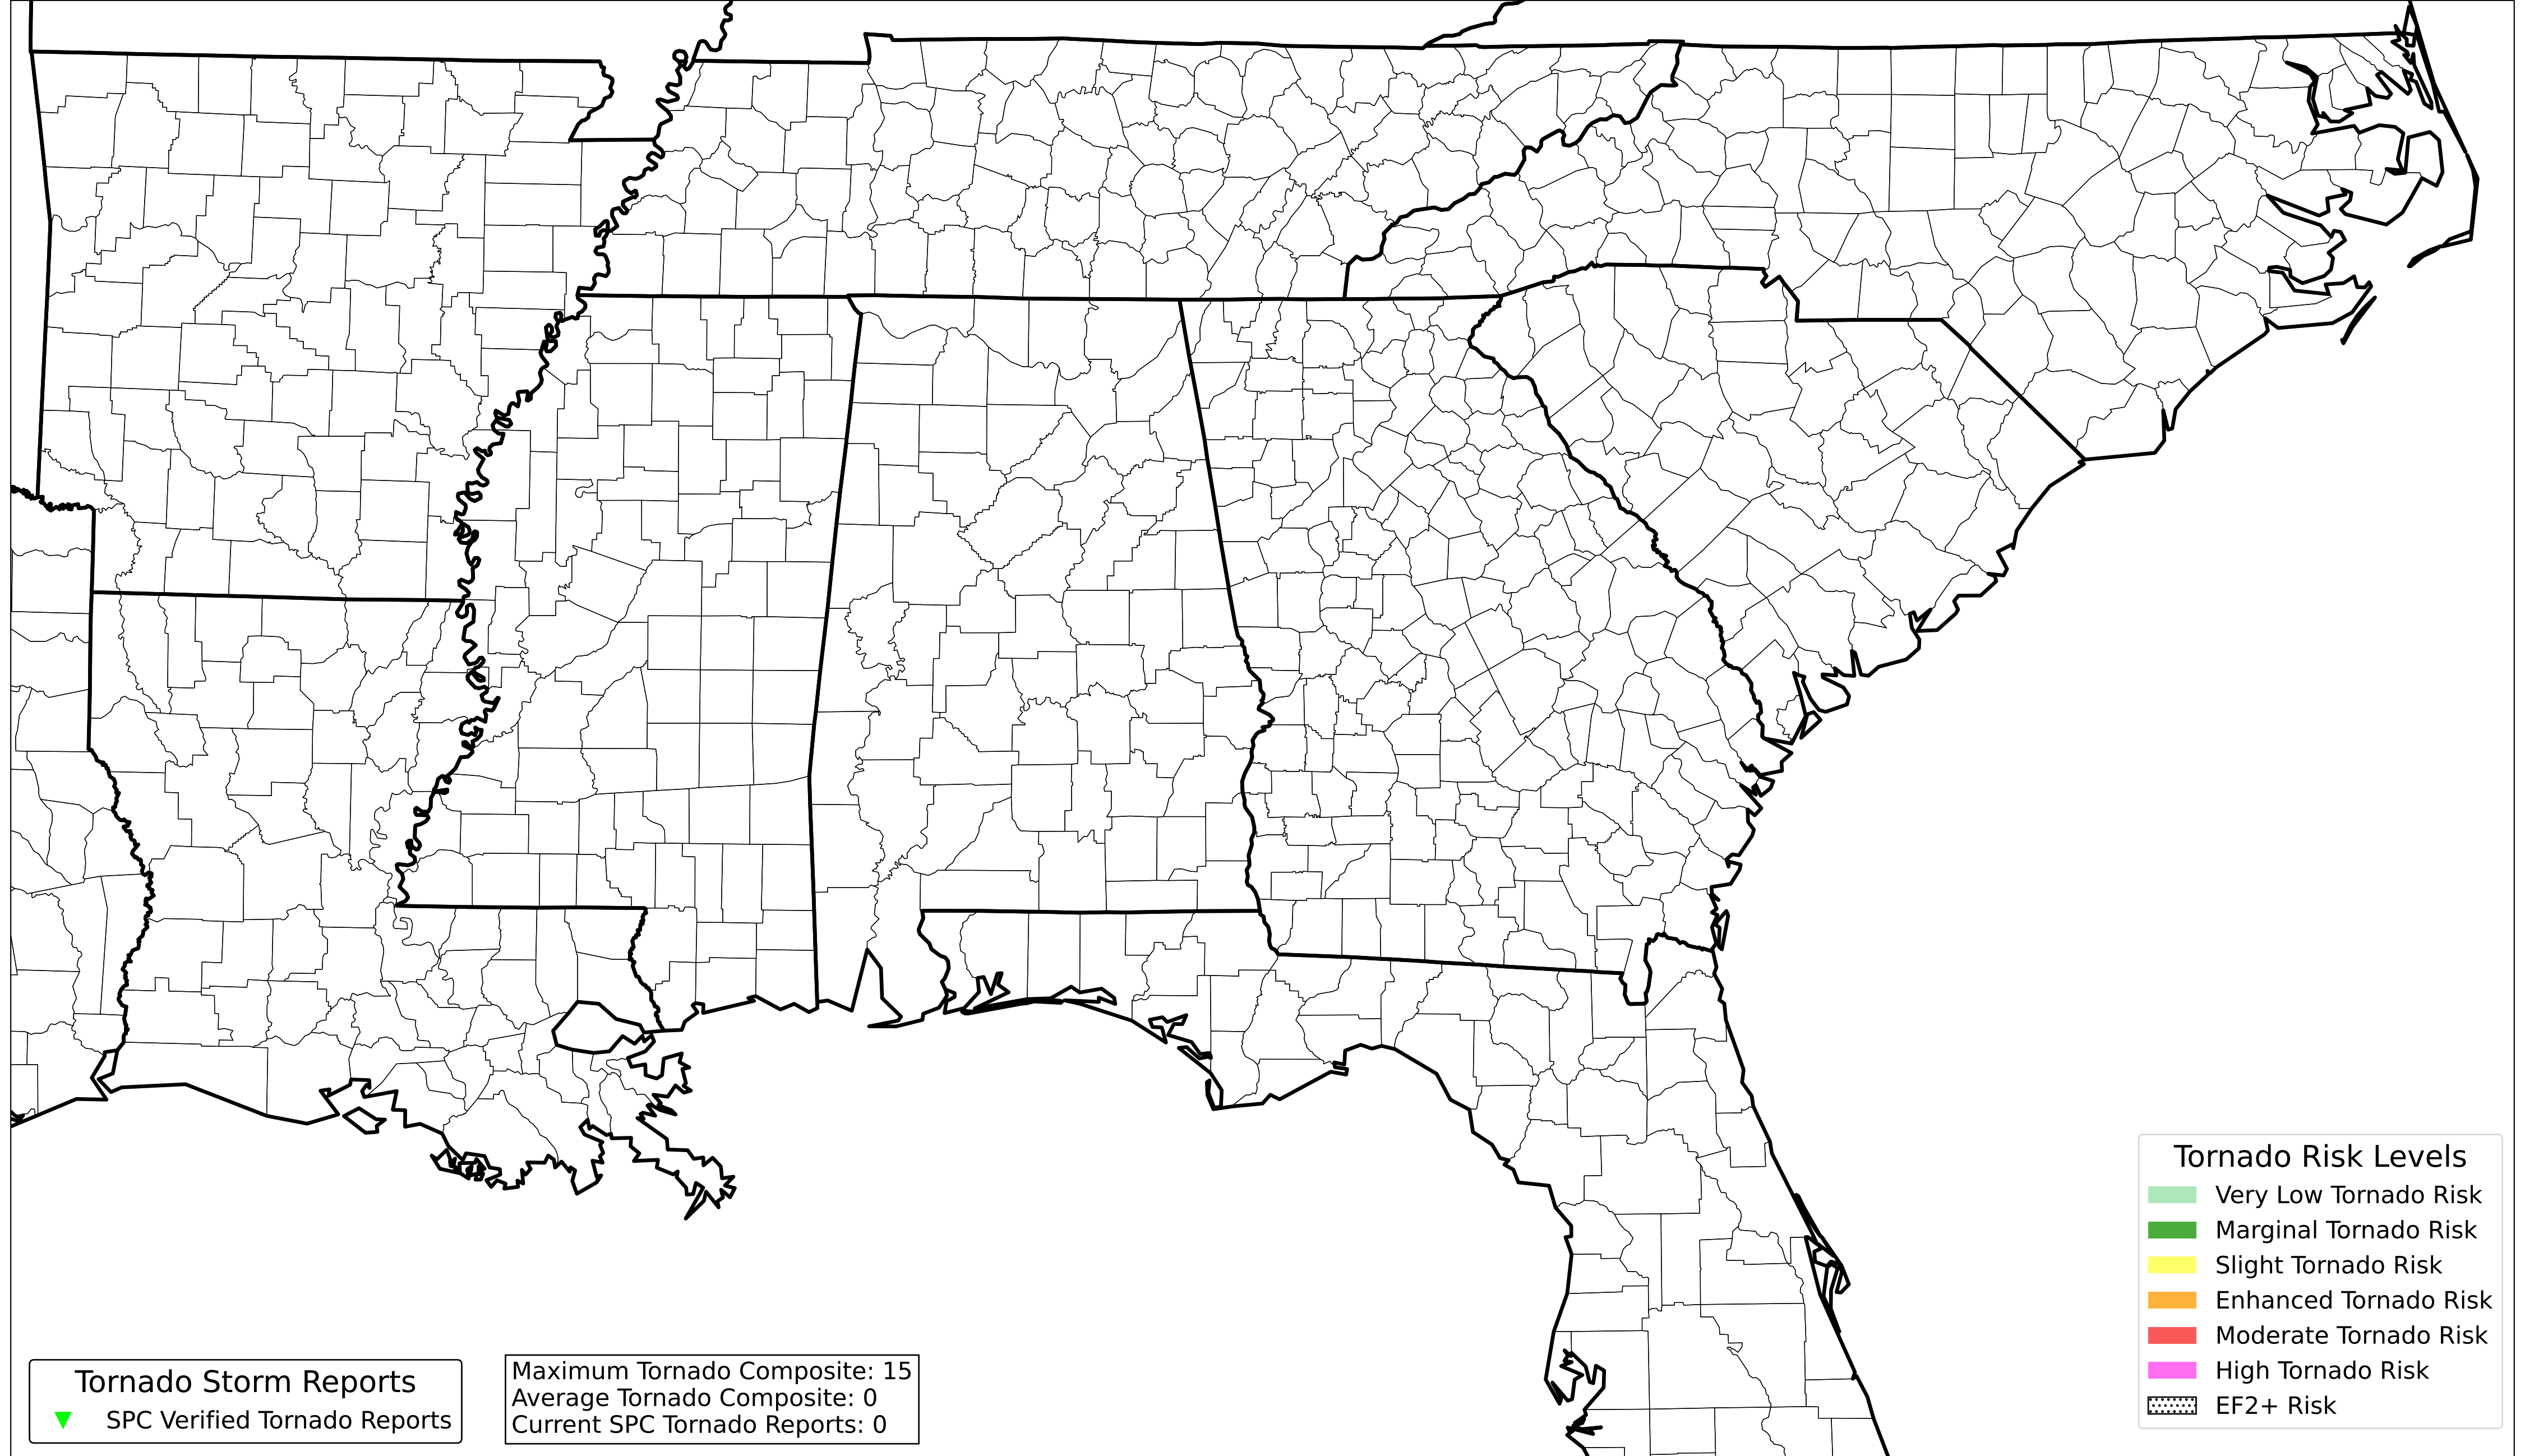 Tornado Risk Levels
Very Low Tornado Risk
Marginal Tornado Risk
Slight Tornado Risk
Enhanced Tornado Risk
Moderate Tornado Risk
High Tornado Risk
EF2+ Risk
Tornado Storm Reports
SPC Verified Tornado Reports
Maximum Tornado Composite: 15
Average Tornado Composite: 0
Current SPC Tornado Reports: 0